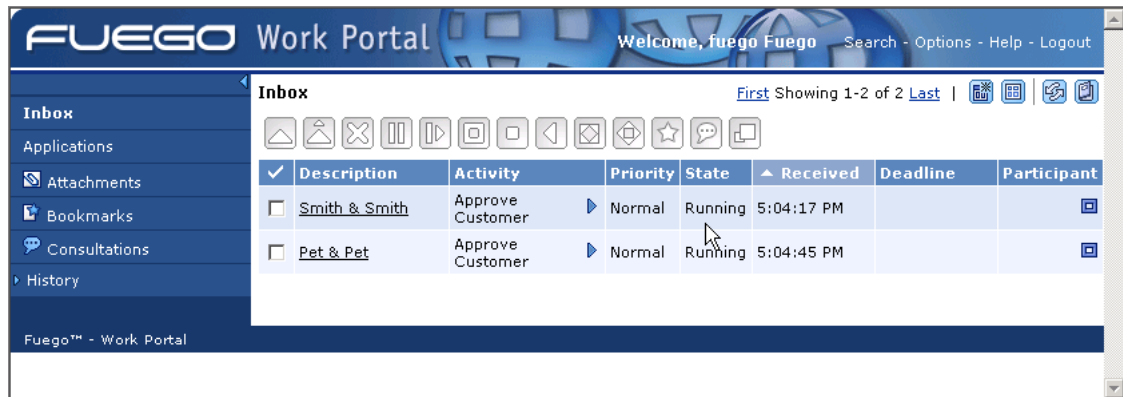 FUEGO Work Portal
Welcome, fuego Fuego Search - Options - Help - Logout
Inbox
First Showing 1-2 of 2 Last |
Inbox
Applications
Attachments
Bookmarks
Consultations
History
Description Activity Priority State Received Deadline Participant
Smith & Smith Approve Customer Normal Running 5:04:17 PM
Pet & Pet Approve Customer Normal Running 5:04:45 PM
Fuego™ - Work Portal